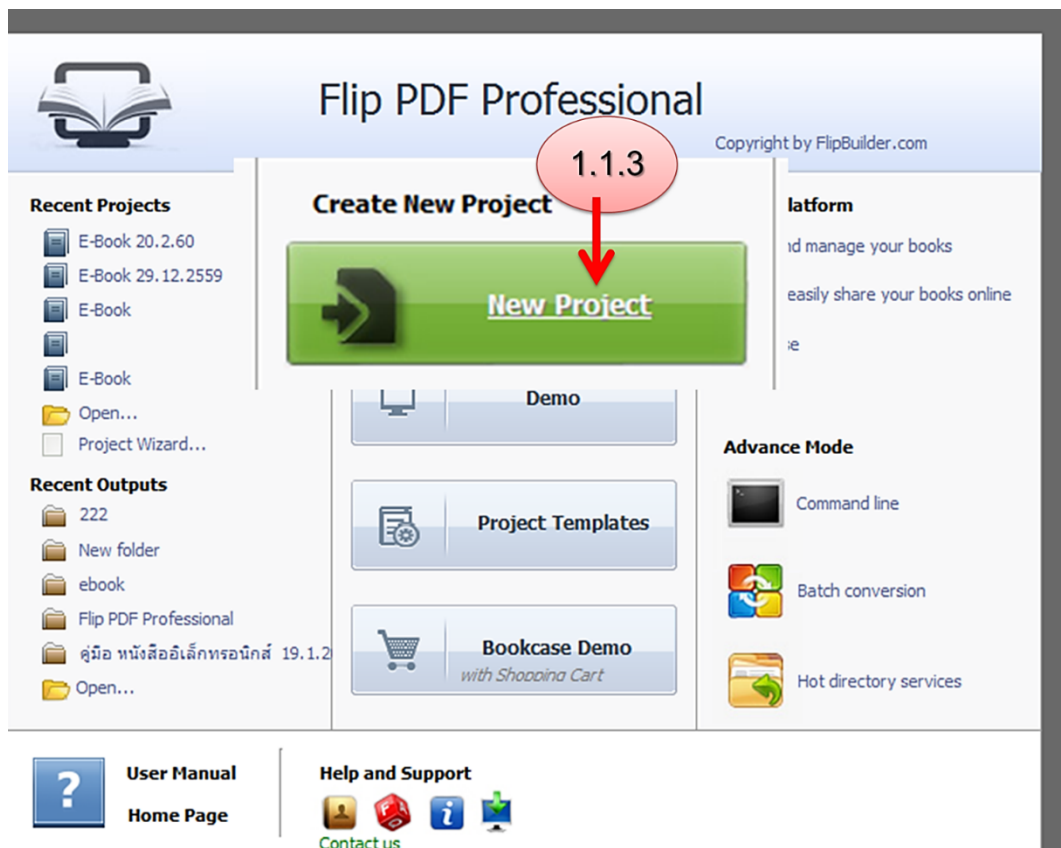 Flip PDF Professional
Copyright by FlipBuilder.com
1.1.3
Recent Projects
E-Book 20.2.60
E-Book 29.12.2559
E-Book
E-Book
Open...
Project Wizard...
Recent Outputs
222
New folder
ebook
Flip PDF Professional
คู่มือ หนังสืออิเล็กทรอนิกส์ 19.1.2
Open...
Create New Project
New Project
Demo
Project Templates
Bookcase Demo
with Shopping Cart
latform
nd manage your books
easily share your books online
se
Advance Mode
Command line
Batch conversion
Hot directory services
?
User Manual
Home Page
Help and Support
Contact us